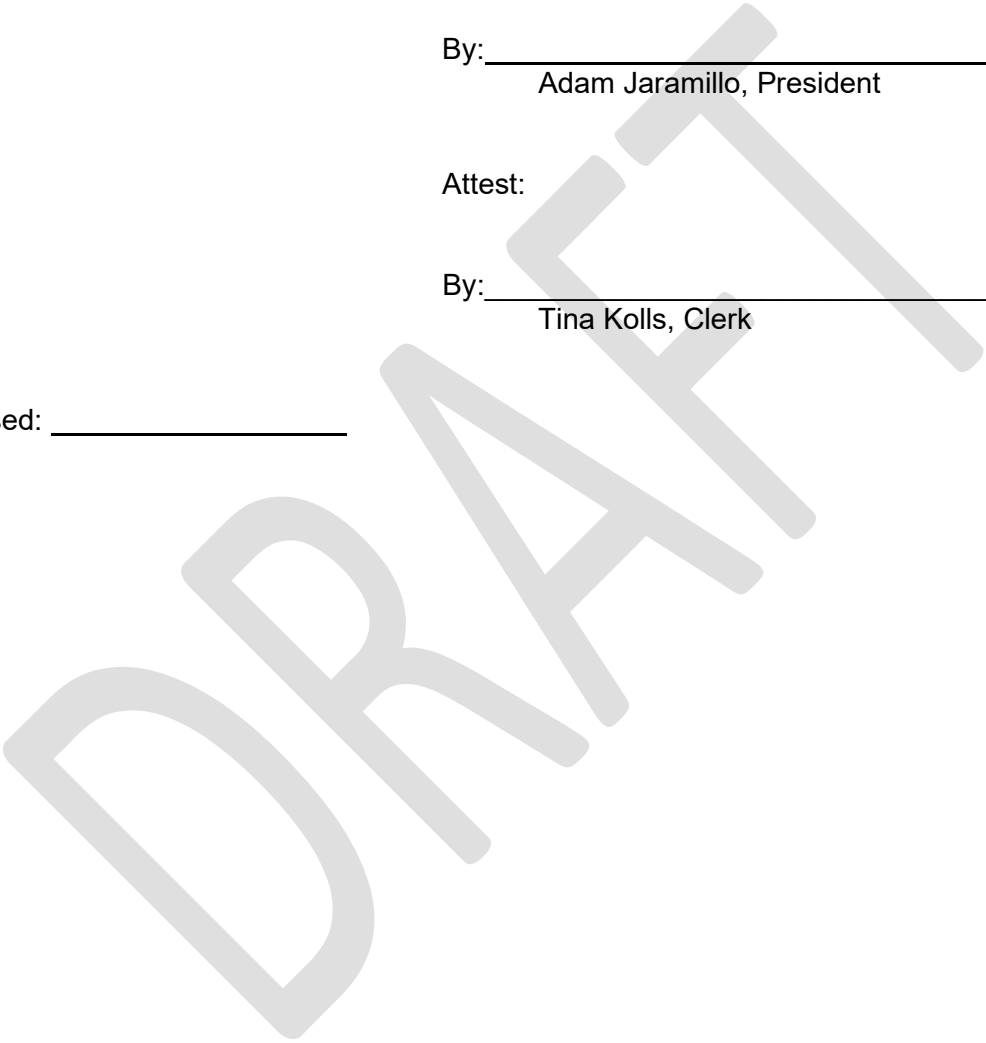 By:
Adam Jaramillo, President
Attest:
By:
Tina Kolls, Clerk
ed:
DRAFT